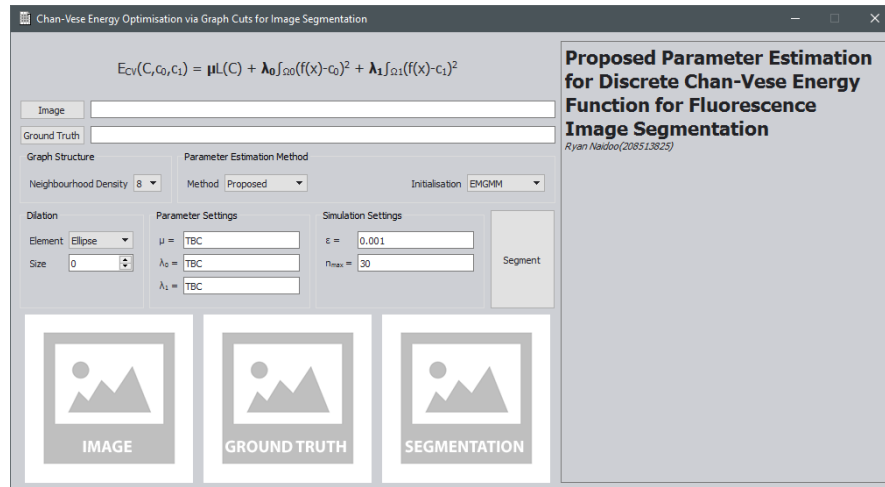 Chan-Vese Energy Optimisation via Graph Cuts for Image Segmentation
E_CV(C,c₀,c₁) = μL(C) + λ₀∫_Ω0(f(x)-c₀)² + λ₁∫_Ω1(f(x)-c₁)²
Image
Ground Truth
Graph Structure
Neighbourhood Density 8
Parameter Estimation Method
Method Proposed
Initialisation EMGMM
Dilation
Element Ellipse
Size 0
Parameter Settings
μ = TBC
λ₀ = TBC
λ₁ = TBC
Simulation Settings
ε = 0.001
n_max = 30
Segment
IMAGE
GROUND TRUTH
SEGMENTATION
Proposed Parameter Estimation
for Discrete Chan-Vese Energy
Function for Fluorescence
Image Segmentation
Ryan Naidoo(208513825)